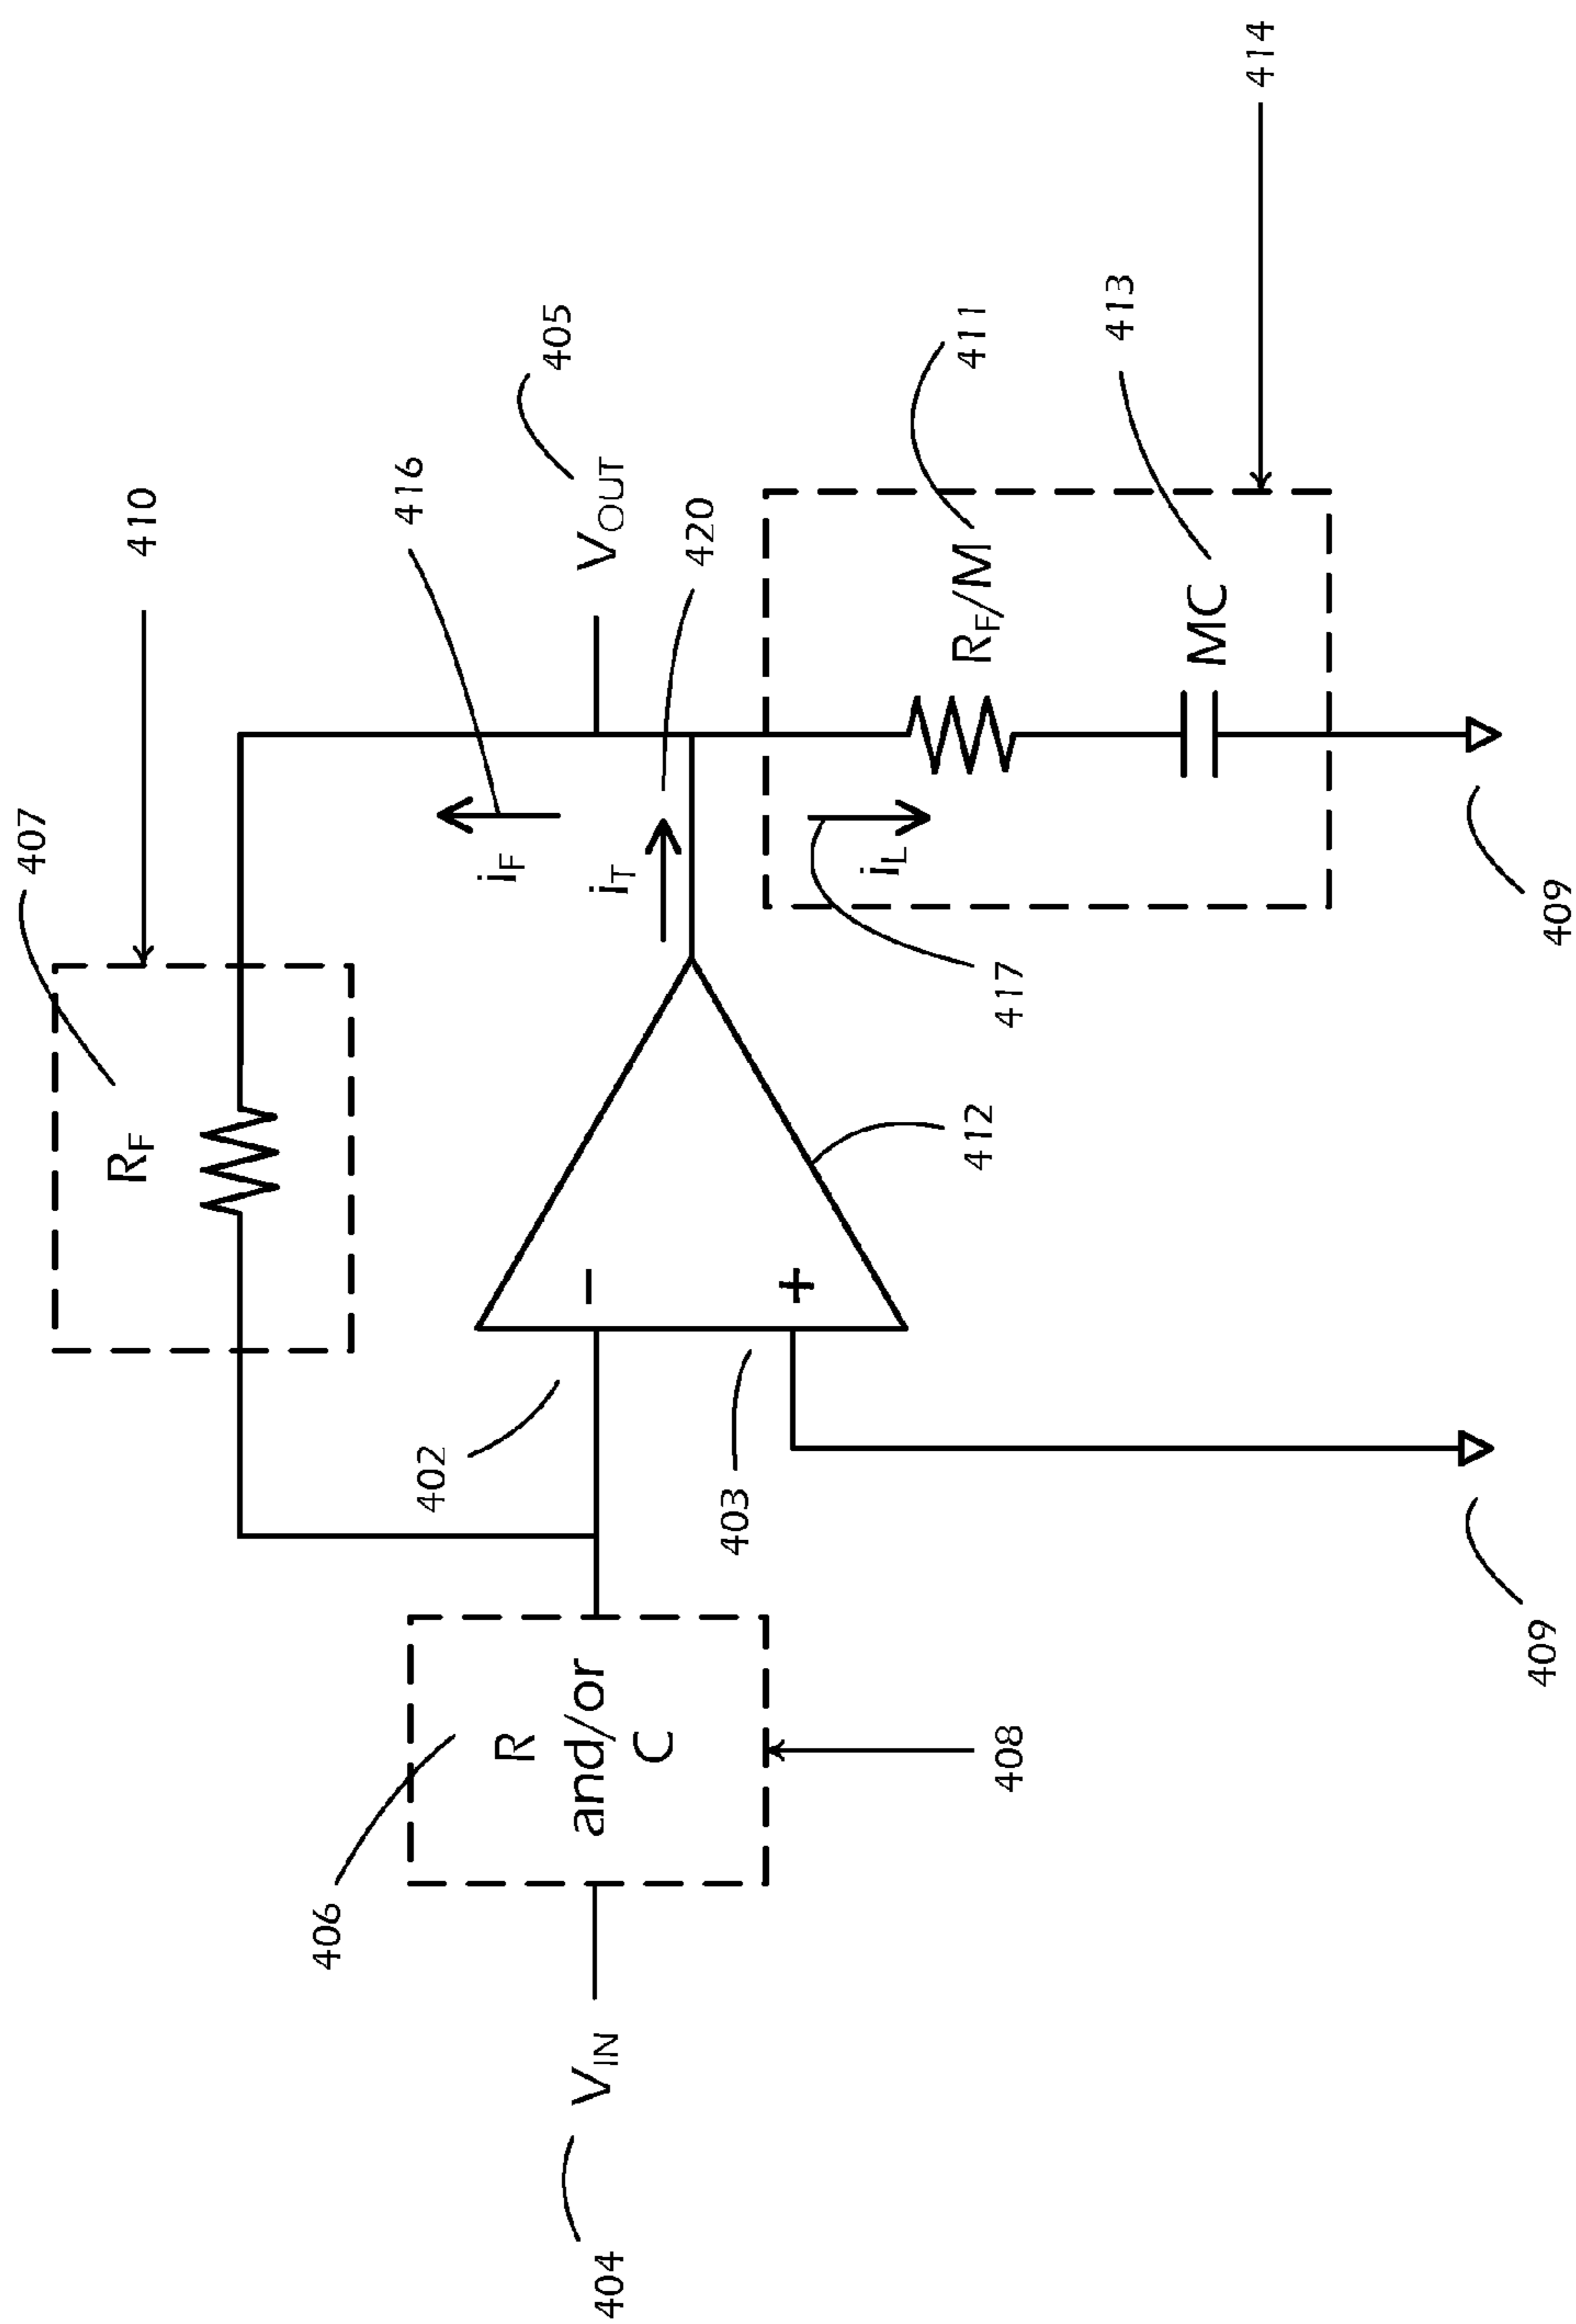 407
410
R_F
416
405
V_OUT
i_F
420
i_T
402
−
406
R
and/or
C
404
V_IN
403
+
412
417
i_L
411
R_F/M
413
MC
414
408
409
409